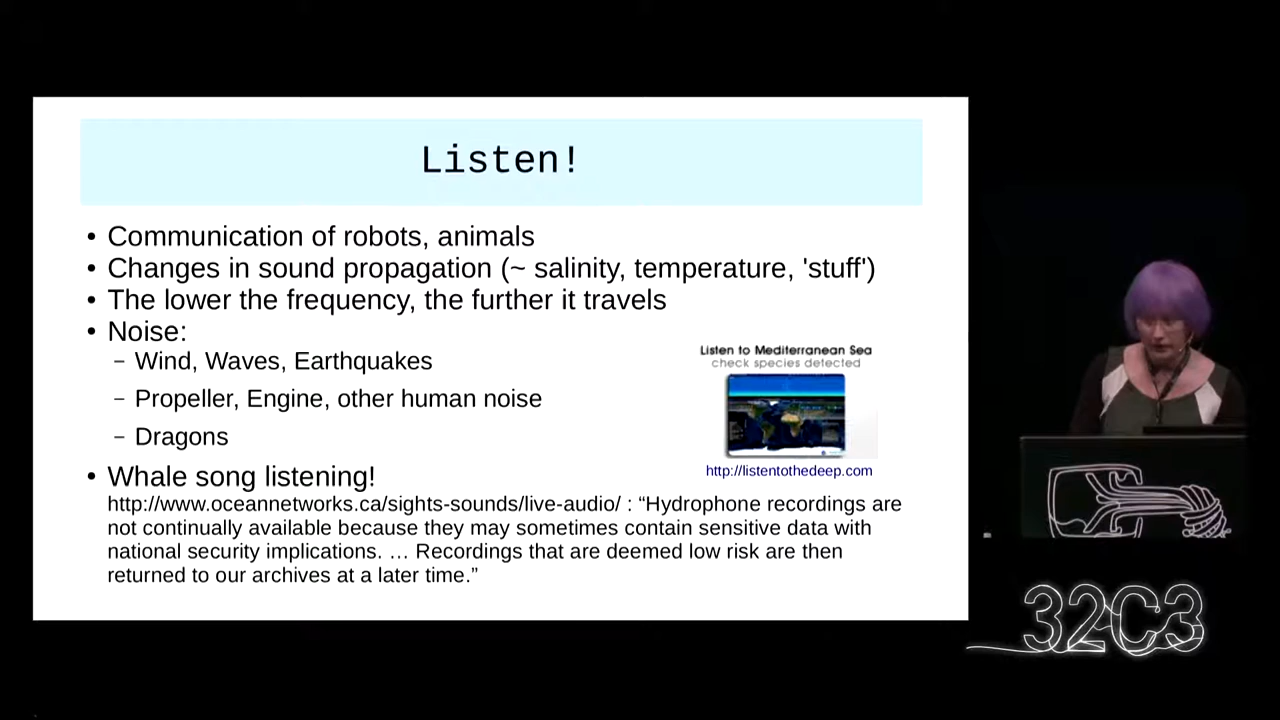 Listen!
• Communication of robots, animals
• Changes in sound propagation (~ salinity, temperature, 'stuff')
• The lower the frequency, the further it travels
• Noise:
– Wind, Waves, Earthquakes
– Propeller, Engine, other human noise
– Dragons
Listen to Mediterranean Sea
check species detected
http://listentothedeep.com
• Whale song listening!
http://www.oceannetworks.ca/sights-sounds/live-audio/ : “Hydrophone recordings are
not continually available because they may sometimes contain sensitive data with
national security implications. … Recordings that are deemed low risk are then
returned to our archives at a later time.”
32C3